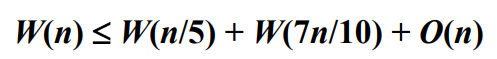 W(n) ≤ W(n/5) + W(7n/10) + O(n)